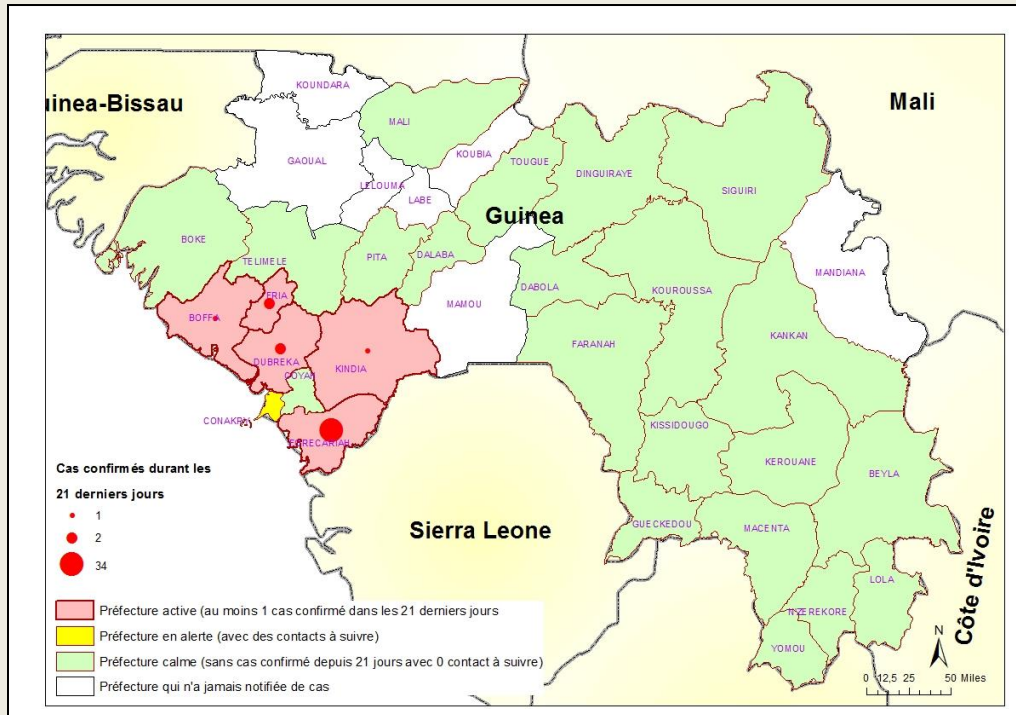 KOUNDARA
uinea-Bissau
Mali
MALI
KOUBIA
GAOUAL
TOUGUE
DINGUIRAYE
LELOUMA
LABE
SIGUIRI
Guinea
BOKE
TELIMELE
PITA
DALABA
MANDIANA
DABOLA
KOUROUSSA
FRIA
MAMOU
BOFFA
KANKAN
FARANAH
DUBREKA
KINDIA
COYAH
CONAKRY
FORECARIAH
KISSIDOUGO
KEROUANE
BEYLA
Cas confirmés durant les
21 derniers jours
1
2
34
Sierra Leone
GUECKEDOU
MACENTA
LOLA
N'ZEREKORE
YOMOU
Côte d'Ivoire
Préfecture active (au moins 1 cas confirmé dans les 21 derniers jours
Préfecture en alerte (avec des contacts à suivre)
Préfecture calme (sans cas confirmé depuis 21 jours avec 0 contact à suivre)
Préfecture qui n'a jamais notifiée de cas
N
0 12,5 25 50 Miles